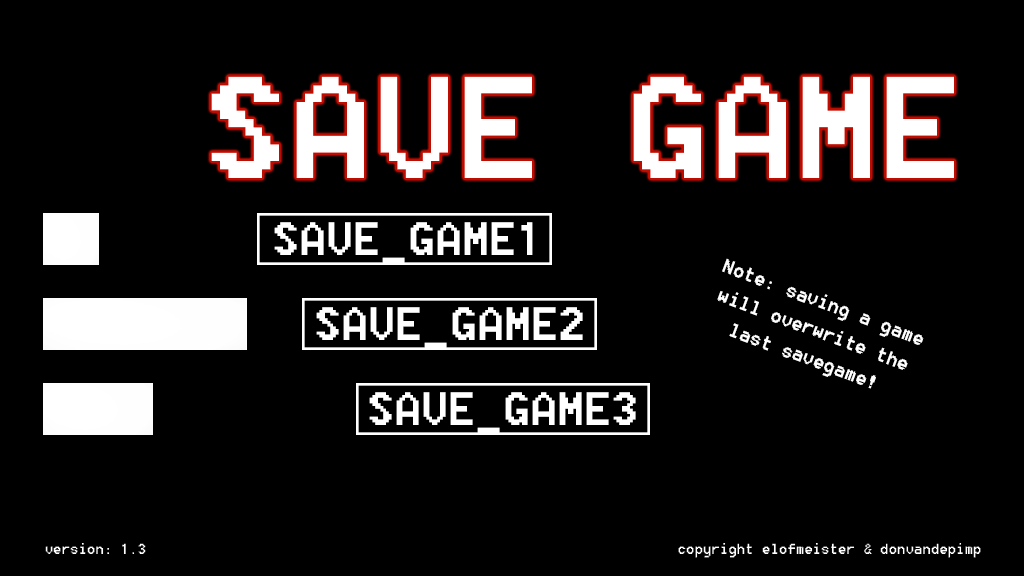 SAVE GAME
SAVE_GAME1
SAVE_GAME2
SAVE_GAME3
Note: saving a game
will overwrite the
last savegame!
version: 1.3
copyright elofmeister & donvandepimp